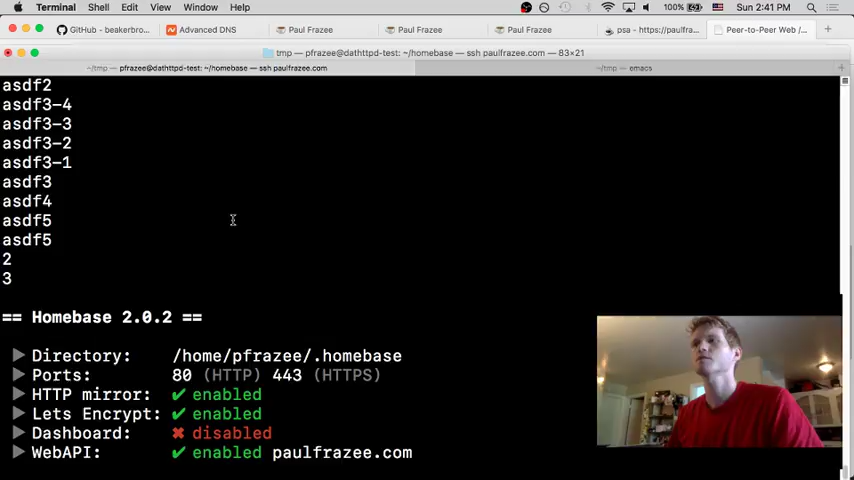 Terminal Shell Edit View Window Help 100% Sun 2:41 PM
GitHub - beakerbro... Advanced DNS Paul Frazee Paul Frazee Paul Frazee psa - https://paulfra... Peer-to-Peer Web /...
tmp — pfrazee@dathttpd-test: ~/homebase — ssh paulfrazee.com — 83×21
~/tmp — pfrazee@dathttpd-test: ~/homebase — ssh paulfrazee.com ~/tmp — emacs
asdf2
asdf3-4
asdf3-3
asdf3-2
asdf3-1
asdf3
asdf4
asdf5
asdf5
2
3
== Homebase 2.0.2 ==
▶ Directory: /home/pfrazee/.homebase
▶ Ports: 80 (HTTP) 443 (HTTPS)
▶ HTTP mirror: ✔ enabled
▶ Lets Encrypt: ✔ enabled
▶ Dashboard: ✖ disabled
▶ WebAPI: ✔ enabled paulfrazee.com